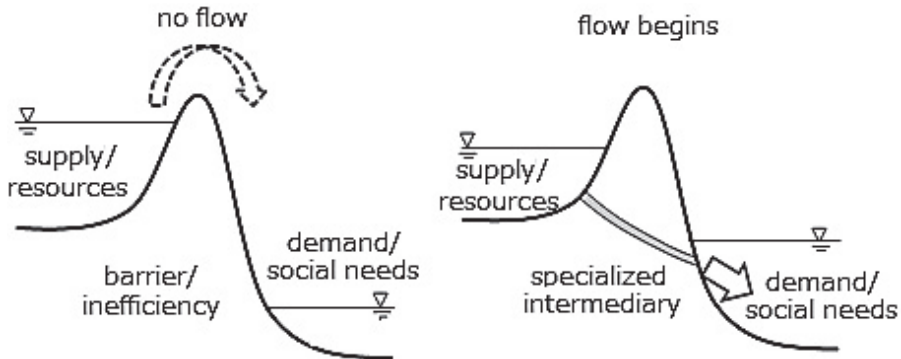 no flow
supply/
resources
barrier/
inefficiency
demand/
social needs
flow begins
supply/
resources
specialized
intermediary
demand/
social needs